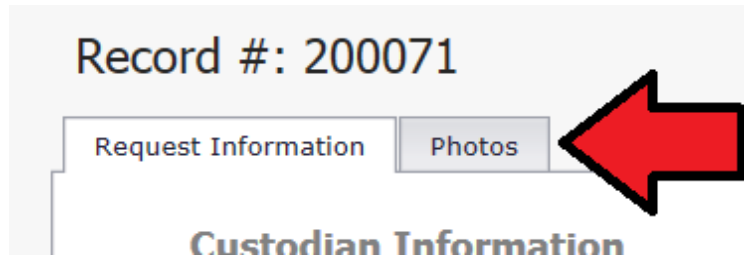 Record #: 200071
Request Information Photos
Custodian Information